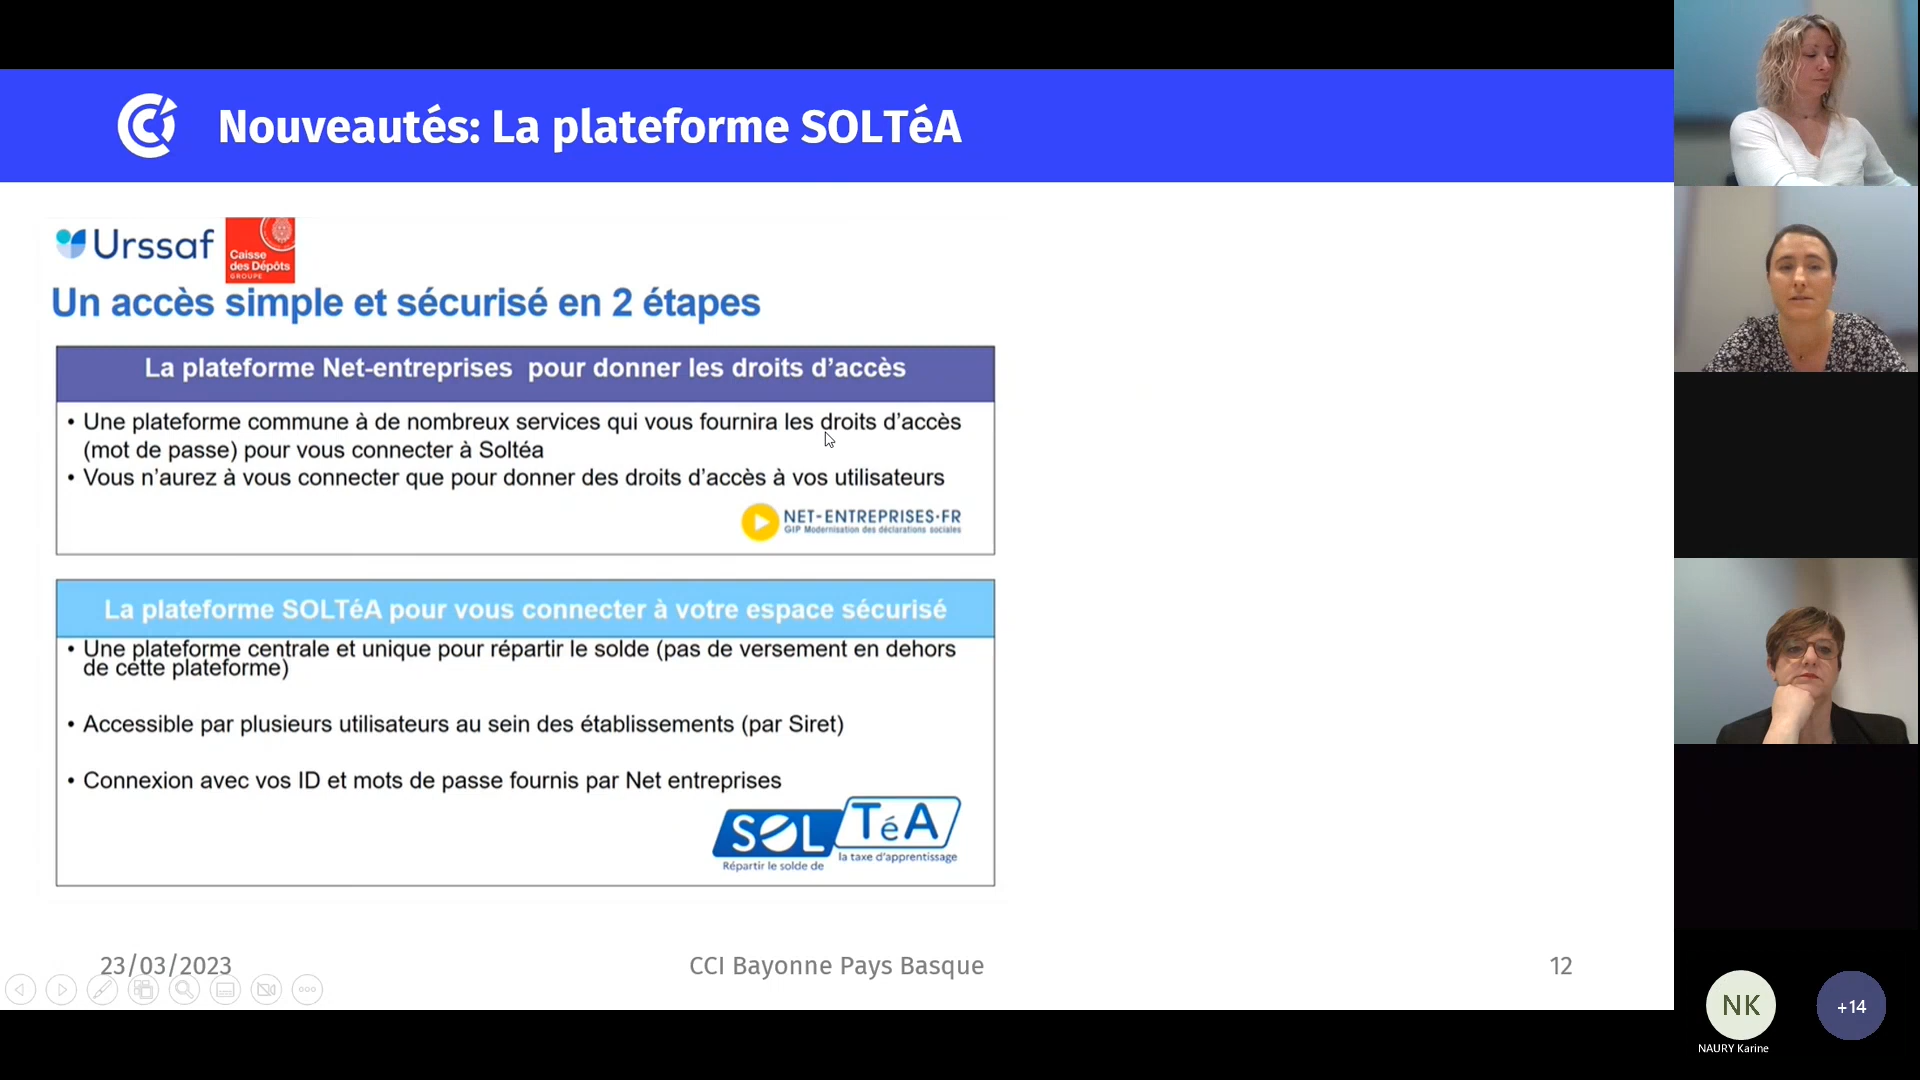 Nouveautés: La plateforme SOLTéA
Urssaf
Caisse
des Dépôts
GROUPE
Un accès simple et sécurisé en 2 étapes
La plateforme Net-entreprises pour donner les droits d’accès
• Une plateforme commune à de nombreux services qui vous fournira les droits d’accès
(mot de passe) pour vous connecter à Soltéa
• Vous n’aurez à vous connecter que pour donner des droits d’accès à vos utilisateurs
NET-ENTREPRISES·FR
GIP Modernisation des déclarations sociales
La plateforme SOLTéA pour vous connecter à votre espace sécurisé
• Une plateforme centrale et unique pour répartir le solde (pas de versement en dehors
de cette plateforme)
• Accessible par plusieurs utilisateurs au sein des établissements (par Siret)
• Connexion avec vos ID et mots de passe fournis par Net entreprises
SOLTéA
Répartir le solde de la taxe d’apprentissage
23/03/2023
CCI Bayonne Pays Basque
12
NK
+14
NAURY Karine